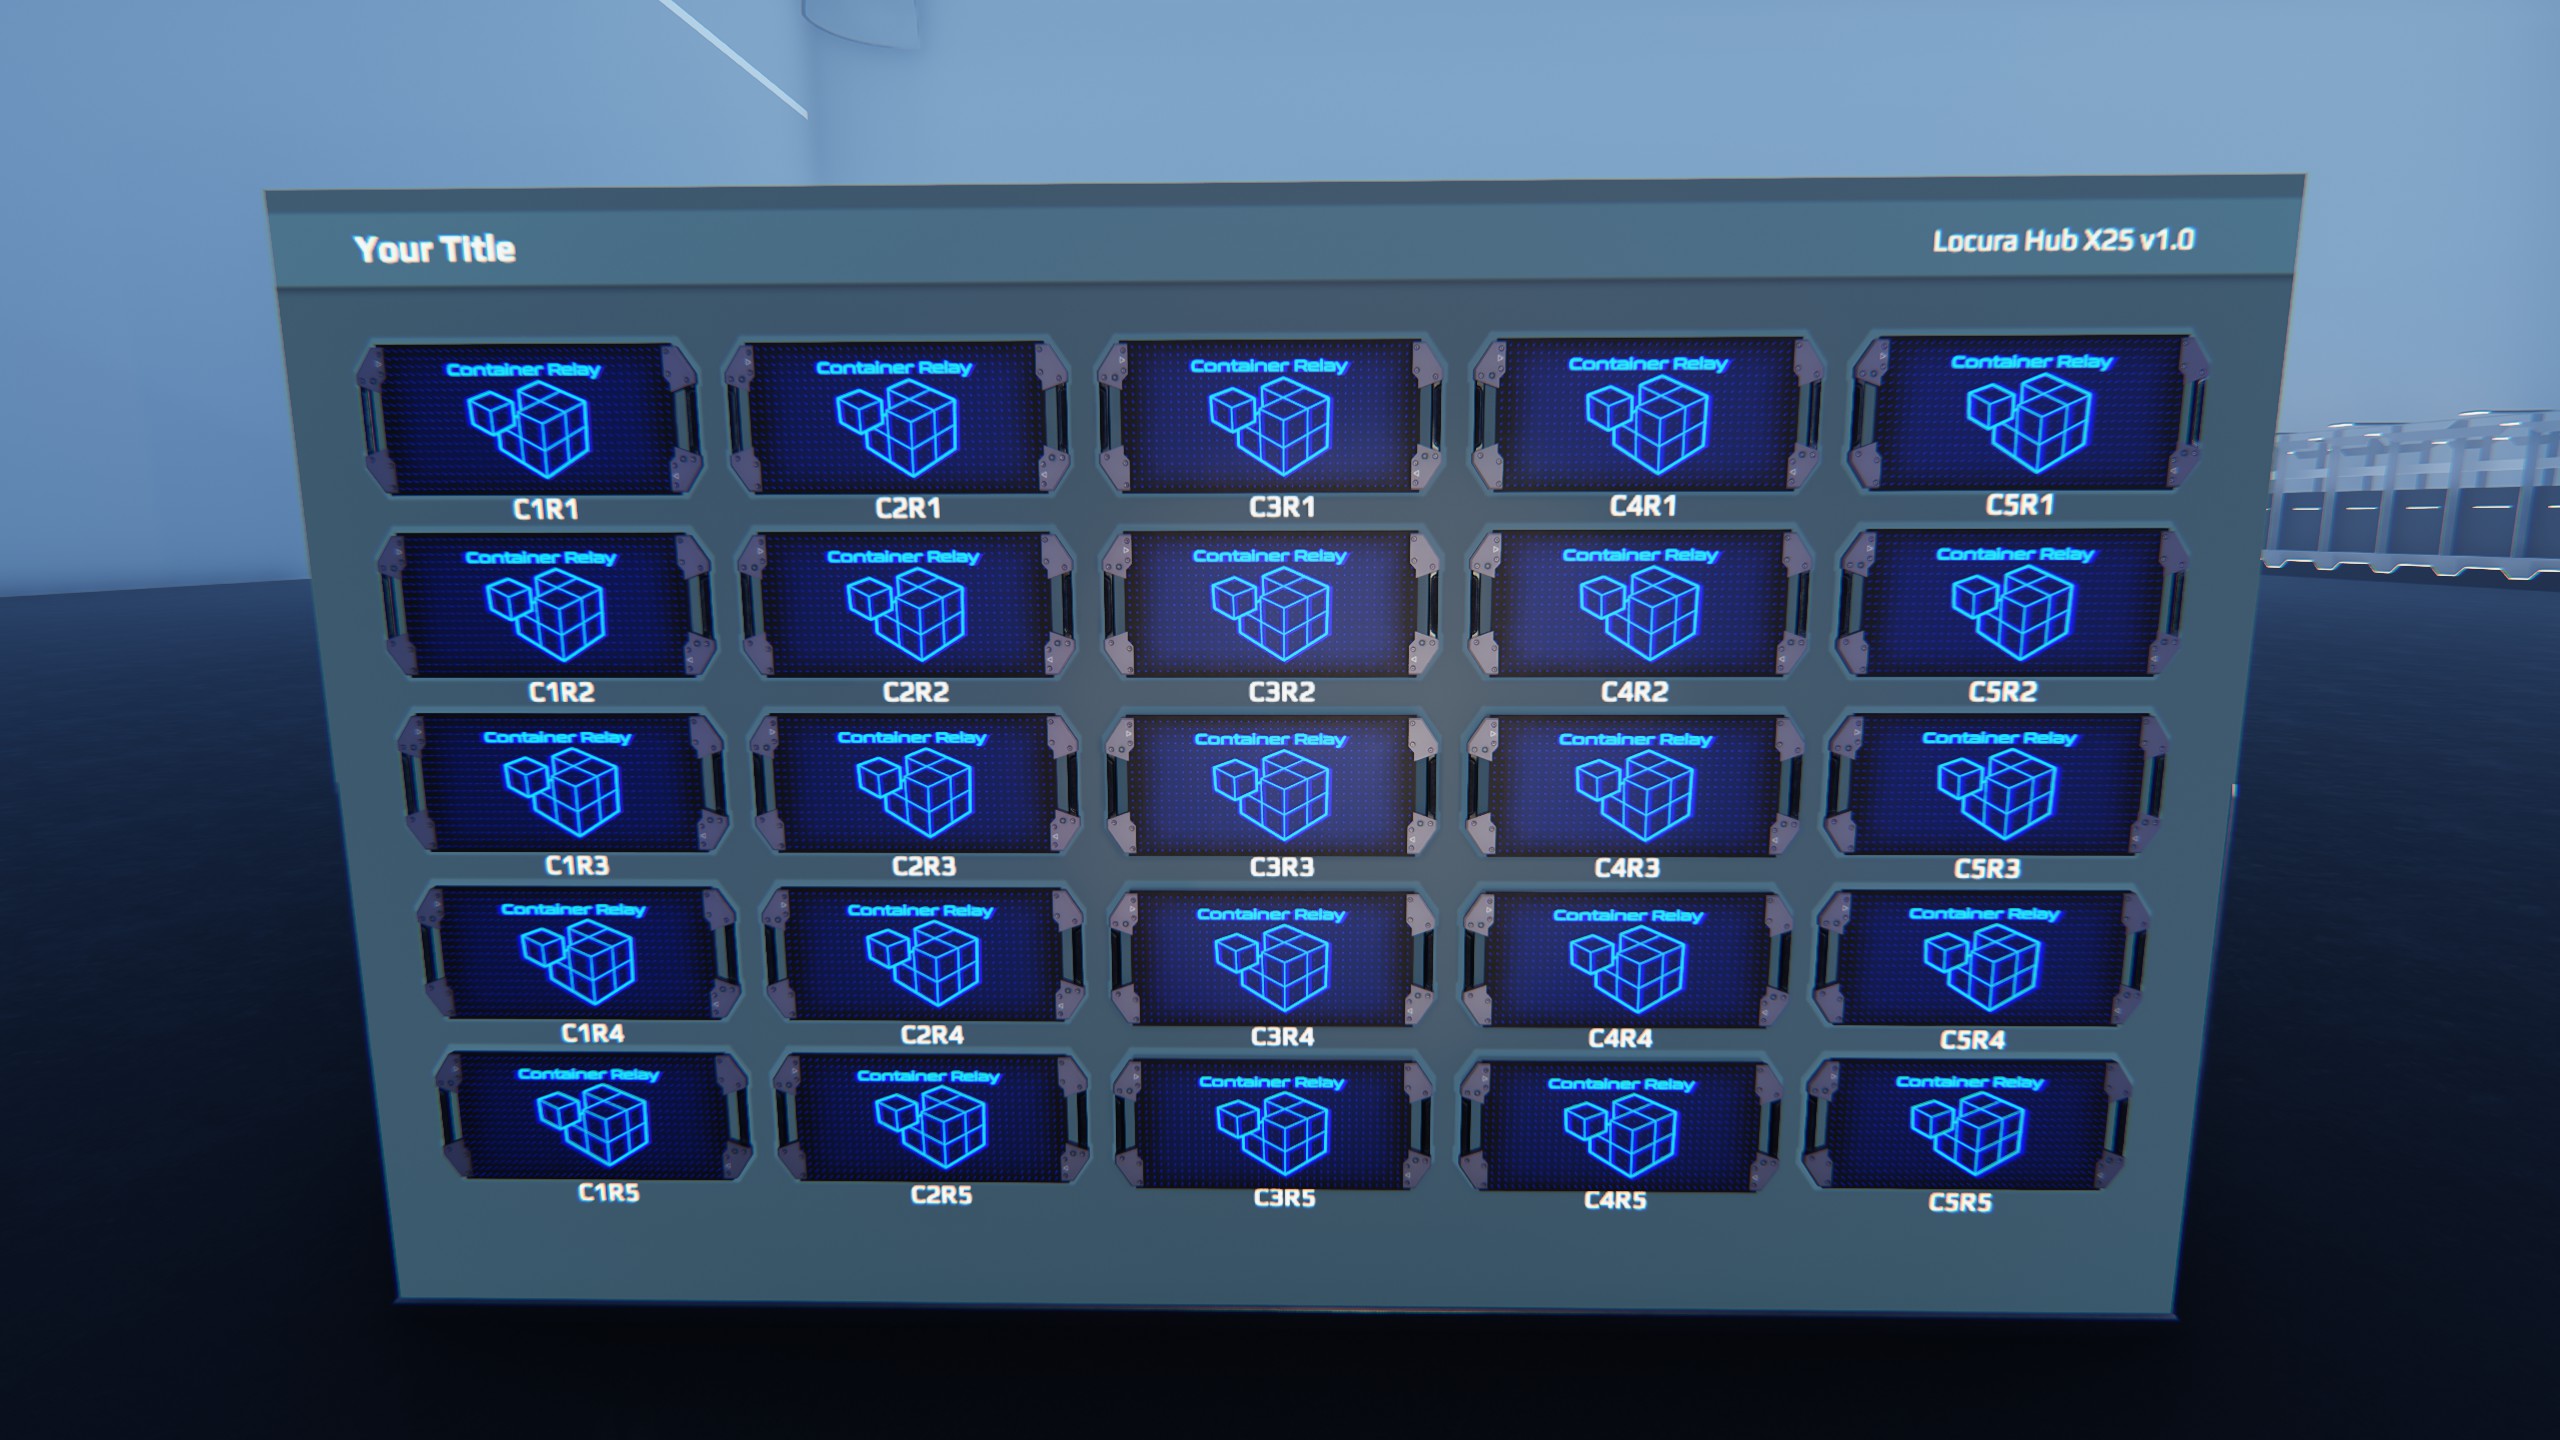 Your Title
Locura Hub X25 v1.0
Container Relay Container Relay Container Relay Container Relay Container Relay
C1R1 C2R1 C3R1 C4R1 C5R1
Container Relay Container Relay Container Relay Container Relay Container Relay
C1R2 C2R2 C3R2 C4R2 C5R2
Container Relay Container Relay Container Relay Container Relay Container Relay
C1R3 C2R3 C3R3 C4R3 C5R3
Container Relay Container Relay Container Relay Container Relay Container Relay
C1R4 C2R4 C3R4 C4R4 C5R4
Container Relay Container Relay Container Relay Container Relay Container Relay
C1R5 C2R5 C3R5 C4R5 C5R5